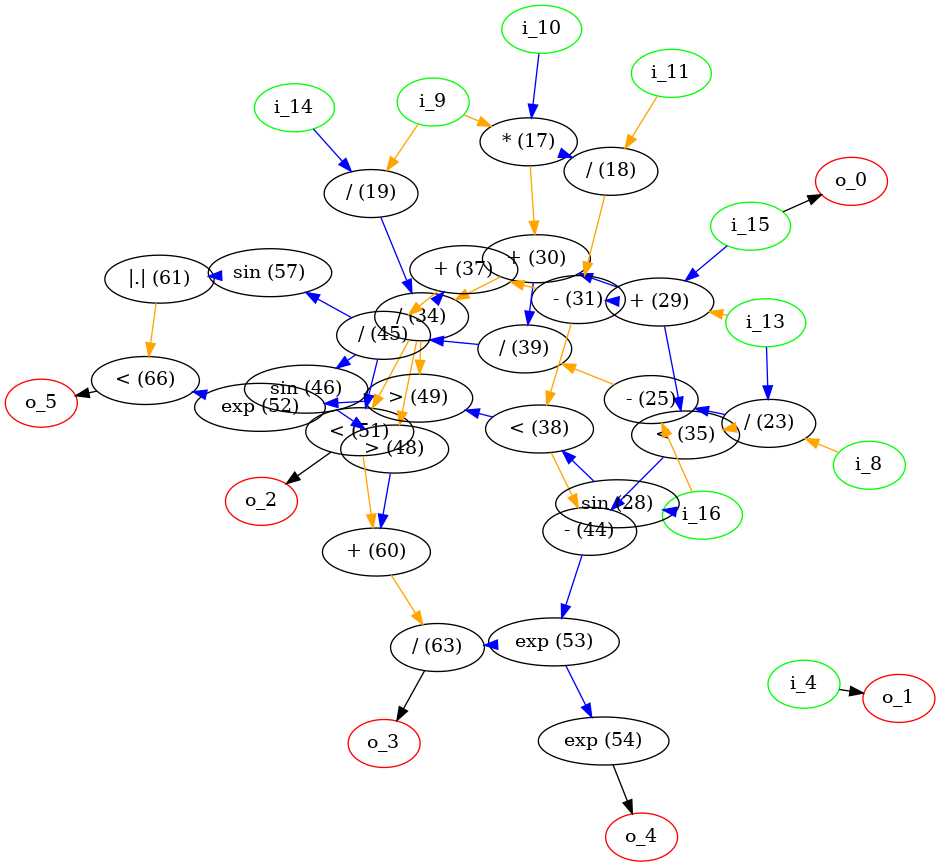 i_10
i_11
i_9
i_14
* (17)
/ (18)
o_0
/ (19)
i_15
+ (30)
+ (37)
sin (57)
|.| (61)
- (31)
+ (29)
/ (34)
i_13
/ (45)
/ (39)
< (66)
sin (46)
> (49)
- (25)
o_5
exp (52)
/ (23)
< (51)
< (38)
< (35)
> (48)
i_8
o_2
sin (28)
i_16
- (44)
+ (60)
exp (53)
/ (63)
i_4
o_1
o_3
exp (54)
o_4